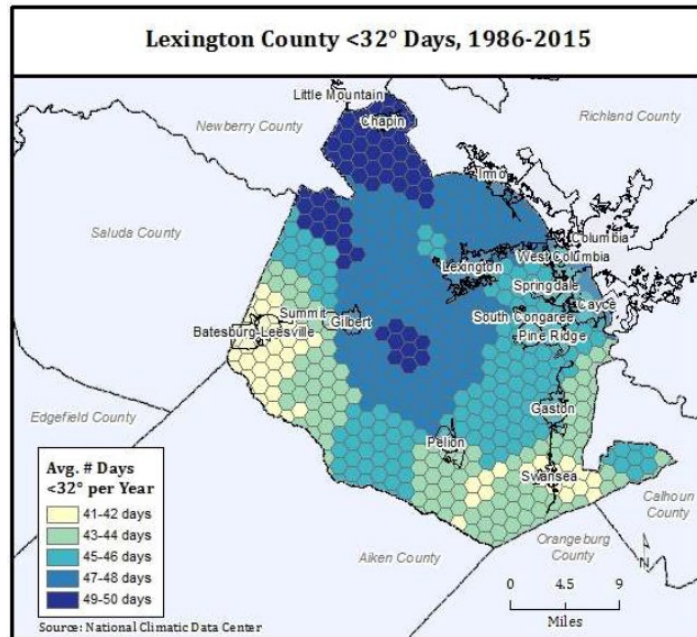 Lexington County <32° Days, 1986-2015
Little Mountain
Newberry County
Chapin
Richland County
Irmo
Saluda County
Columbia
West Columbia
Lexington
Springdale
Cayce
Summit
Gilbert
South Congaree
Batesburg-Leesville
Pine Ridge
Edgefield County
Gaston
Pelion
Swansea
Calhoun
County
Orangeburg
County
Aiken County
N
Avg. # Days
<32° per Year
41-42 days
43-44 days
45-46 days
47-48 days
49-50 days
0 4.5 9
Miles
Source: National Climatic Data Center